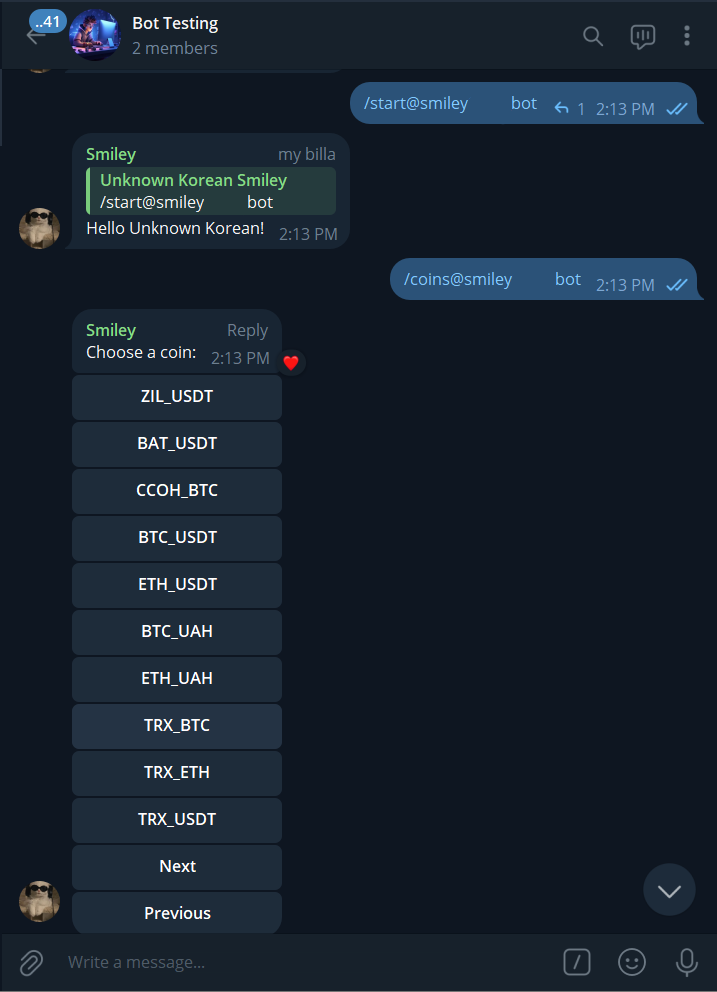 ..41
Bot Testing
2 members
/start@smiley bot 1 2:13 PM
Smiley my billa
Unknown Korean Smiley
/start@smiley bot
Hello Unknown Korean! 2:13 PM
/coins@smiley bot 2:13 PM
Smiley Reply
Choose a coin: 2:13 PM
ZIL_USDT
BAT_USDT
CCOH_BTC
BTC_USDT
ETH_USDT
BTC_UAH
ETH_UAH
TRX_BTC
TRX_ETH
TRX_USDT
Next
Previous
Write a message...